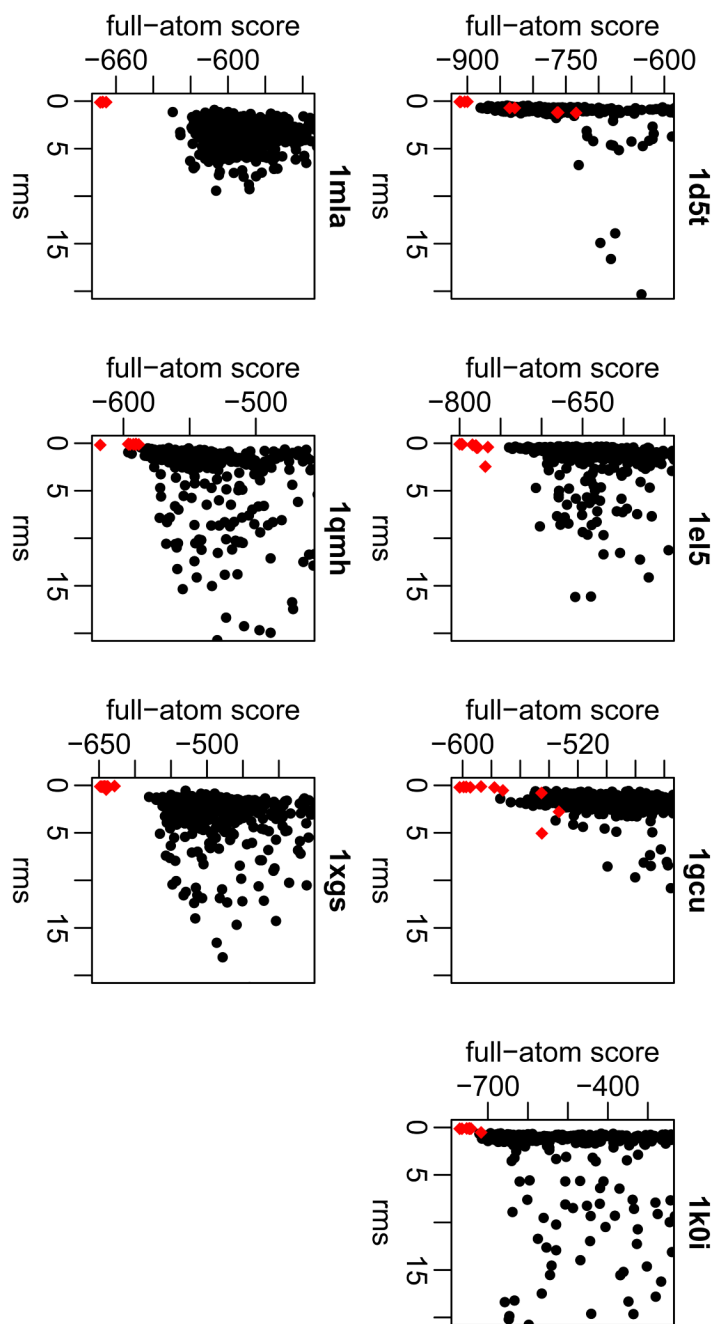 full−atom score
−660 −600
0 5 15
rms
1mla
full−atom score
−900 −750 −600
0 5 15
rms
1d5t
full−atom score
−600 −500
0 5 15
rms
1qmh
full−atom score
−800 −650
0 5 15
rms
1el5
full−atom score
−650 −500
0 5 15
rms
1xgs
full−atom score
−600 −520
0 5 15
rms
1gcu
full−atom score
−700 −400
0 5 15
rms
1k0i